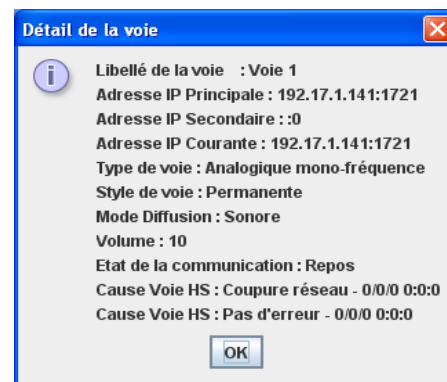 Détail de la voie
Libellé de la voie : Voie 1
Adresse IP Principale : 192.17.1.141:1721
Adresse IP Secondaire : :0
Adresse IP Courante : 192.17.1.141:1721
Type de voie : Analogique mono-fréquence
Style de voie : Permanente
Mode Diffusion : Sonore
Volume : 10
Etat de la communication : Repos
Cause Voie HS : Coupure réseau - 0/0/0 0:0:0
Cause Voie HS : Pas d'erreur - 0/0/0 0:0:0
OK